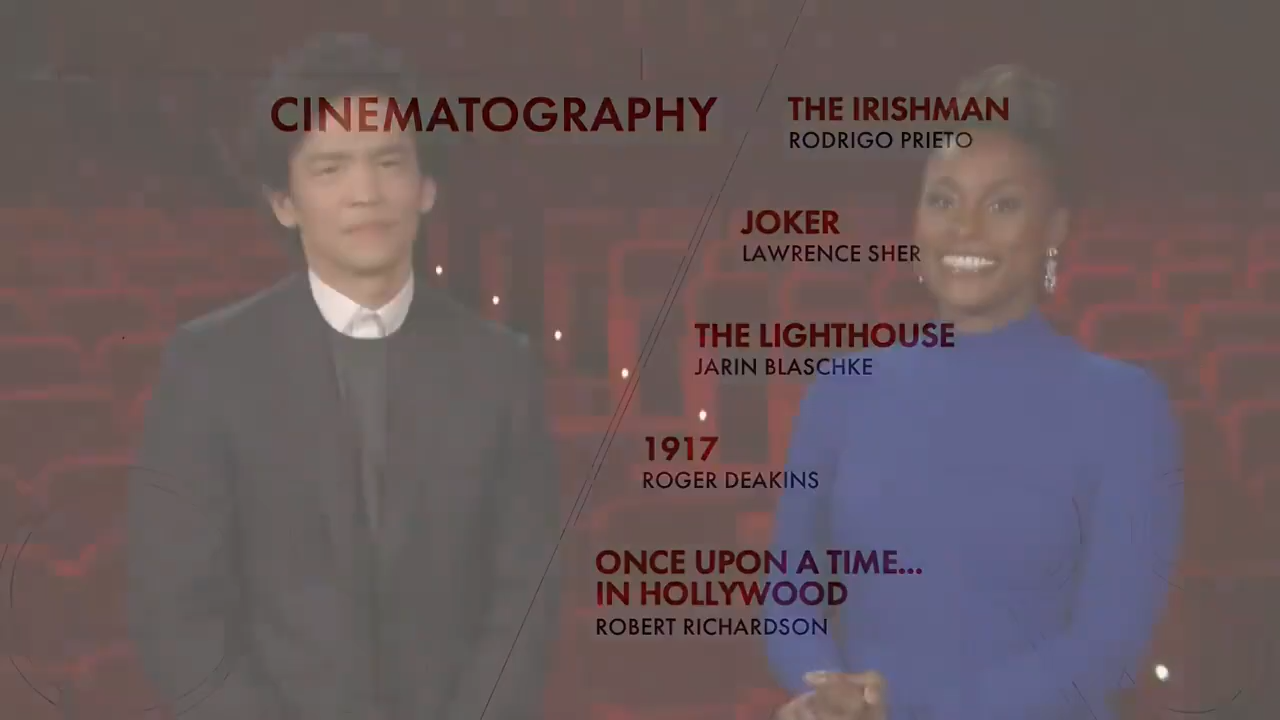 CINEMATOGRAPHY
THE IRISHMAN
RODRIGO PRIETO
JOKER
LAWRENCE SHER
THE LIGHTHOUSE
JARIN BLASCHKE
1917
ROGER DEAKINS
ONCE UPON A TIME...
IN HOLLYWOOD
ROBERT RICHARDSON